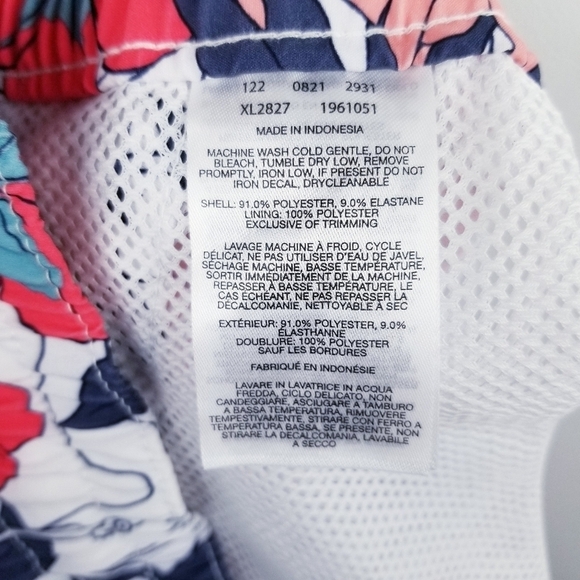 122 0821 2931
XL2827 1961051
MADE IN INDONESIA
MACHINE WASH COLD GENTLE, DO NOT
BLEACH, TUMBLE DRY LOW, REMOVE
PROMPTLY, IRON LOW, IF PRESENT DO NOT
IRON DECAL, DRYCLEANABLE
SHELL: 91.0% POLYESTER, 9.0% ELASTANE
LINING: 100% POLYESTER
EXCLUSIVE OF TRIMMING
LAVAGE MACHINE À FROID, CYCLE
DÉLICAT, NE PAS UTILISER D'EAU DE JAVEL,
SÉCHAGE MACHINE, BASSE TEMPÉRATURE,
SORTIR IMMÉDIATEMENT DE LA MACHINE,
REPASSER À BASSE TEMPÉRATURE, LE
CAS ÉCHÉANT, NE PAS REPASSER LA
DÉCALCOMANIE, NETTOYABLE À SEC
EXTÉRIEUR: 91.0% POLYESTER, 9.0%
ÉLASTHANNE
DOUBLURE: 100% POLYESTER
SAUF LES BORDURES
FABRIQUÉ EN INDONÉSIE
LAVARE IN LAVATRICE IN ACQUA
FREDDA, CICLO DELICATO, NON
CANDEGGIARE, ASCIUGARE A TAMBURO
A BASSA TEMPERATURA, RIMUOVERE
TEMPESTIVAMENTE, STIRARE CON FERRO A
TEMPERATURA BASSA, SE PRESENTE NON
STIRARE LA DECALCOMANIA, LAVABILE
A SECCO